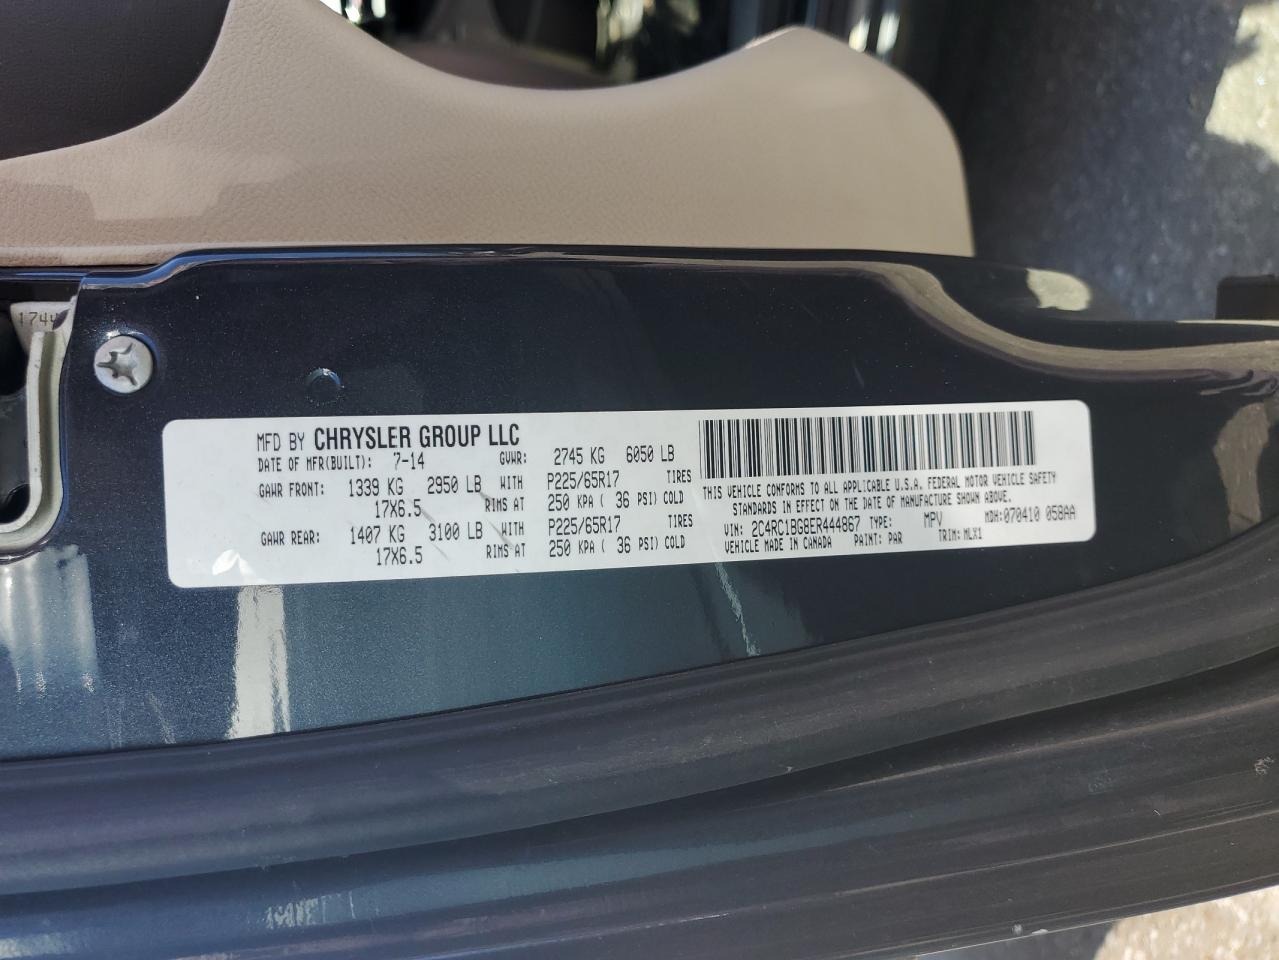 1744
MFD BY CHRYSLER GROUP LLC
DATE OF MFR(BUILT): 7-14 GVWR: 2745 KG 6050 LB
GAWR FRONT: 1339 KG 2950 LB WITH P225/65R17 TIRES
17X6.5 RIMS AT 250 KPA ( 36 PSI) COLD
GAWR REAR: 1407 KG 3100 LB WITH P225/65R17 TIRES
17X6.5 RIMS AT 250 KPA ( 36 PSI) COLD
THIS VEHICLE CONFORMS TO ALL APPLICABLE U.S.A. FEDERAL MOTOR VEHICLE SAFETY
STANDARDS IN EFFECT ON THE DATE OF MANUFACTURE SHOWN ABOVE.
VIN: 2C4RC1BG8ER444867 TYPE: MPV MDH:070410 058AA
VEHICLE MADE IN CANADA PAINT: PAR TRIM: MLX1